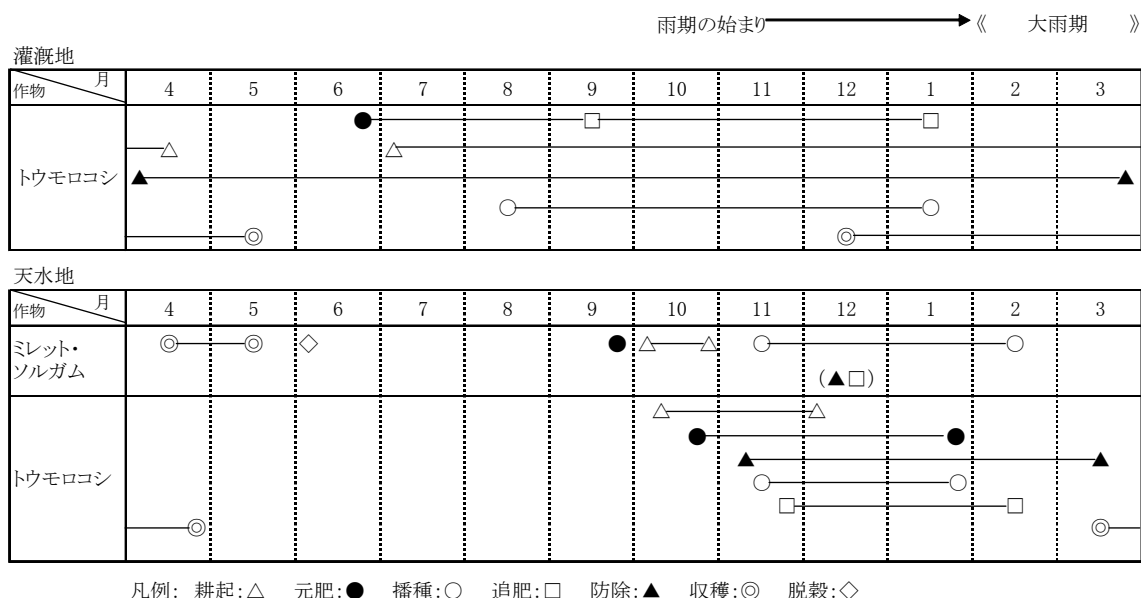 雨期の始まり 《 大雨期 》
灌漑地
作物 月 4 5 6 7 8 9 10 11 12 1 2 3
トウモロコシ
天水地
作物 月 4 5 6 7 8 9 10 11 12 1 2 3
ミレット・
ソルガム
(▲□)
トウモロコシ
凡例: 耕起:△ 元肥:● 播種:○ 追肥:□ 防除:▲ 収穫:◎ 脱穀:◇